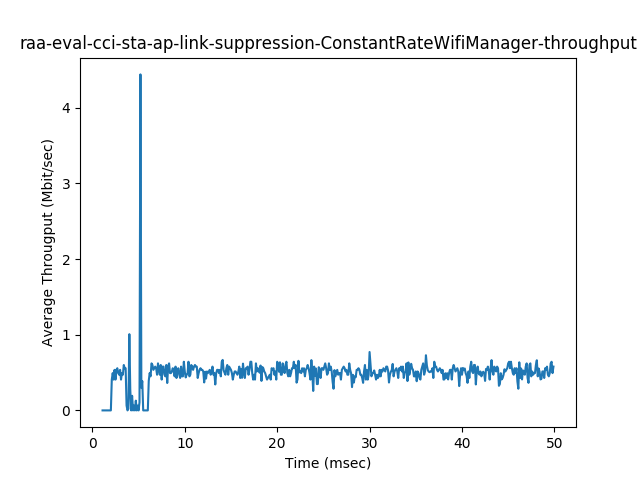 raa-eval-cci-sta-ap-link-suppression-ConstantRateWifiManager-throughput
Average Througput (Mbit/sec)
4
3
2
1
0
0 10 20 30 40 50
Time (msec)